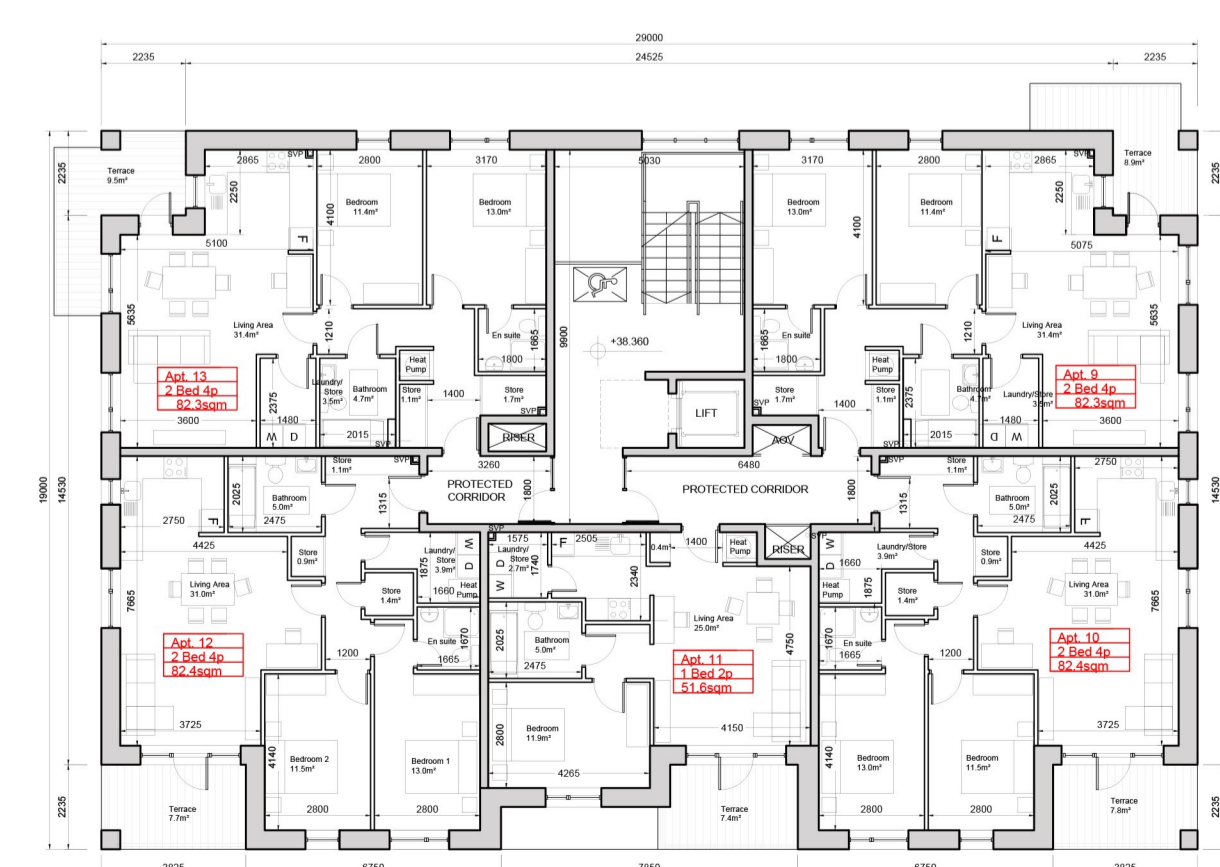 29000
2235
24525
2235
2235
2235
19000
14530
14530
2235
2235
Terrace
9.5m²
2865
SVP
2250
F
5100
5635
Living Area
31.4m²
Apt. 13
2 Bed 4p
82.3sqm
3600
2800
Bedroom
11.4m²
4100
3170
Bedroom
13.0m²
1210
En suite
1665
1800
Laundry/
Store
3.5m²
2375
1480
W
D
Bathroom
4.7m²
2015
SVP
Heat
Pump
Store
1.1m²
1400
Store
1.7m²
SVP
RISER
5030
9900
+38.360
LIFT
3170
Bedroom
13.0m²
4100
2800
Bedroom
11.4m²
2865
SVP
2250
F
Terrace
8.9m²
5075
5635
Living Area
31.4m²
Apt. 9
2 Bed 4p
82.3sqm
3600
1210
En suite
1665
1800
Store
1.7m²
SVP
1400
Heat
Pump
Store
1.1m²
Bathroom
2375
2015
SVP
Laundry/Store
1480
D
W
AOV
3260
PROTECTED
CORRIDOR
1800
6480
PROTECTED CORRIDOR
1800
2750
F
4425
Living Area
31.0m²
7665
Apt. 12
2 Bed 4p
82.4sqm
3725
2025
Bathroom
5.0m²
2475
Store
1.1m²
SVP
1315
Store
0.9m²
Store
1.4m²
Laundry/
Store
3.9m²
1875
W
D
1660
Heat
Pump
En suite
1670
1665
1200
4140
Bedroom 2
11.5m²
2800
Bedroom 1
13.0m²
2800
Terrace
7.7m²
SVP
1575
Laundry/
Store
2.7m²
D
W
1740
F
2505
2340
0.4m²
1400
Heat
Pump
RISER
SVP
2025
Bathroom
5.0m²
2475
Living Area
25.0m²
4750
Apt. 11
1 Bed 2p
51.6sqm
4150
2800
Bedroom
11.9m²
4265
Terrace
7.4m²
1315
Store
1.1m²
Bathroom
5.0m²
2025
2475
2750
F
4425
Living Area
31.0m²
7665
Apt. 10
2 Bed 4p
82.4sqm
3725
W
D
Laundry/Store
3.9m²
1660
1875
Heat
Pump
Store
0.9m²
Store
1.4m²
En suite
1670
1665
1200
4140
Bedroom
13.0m²
2800
Bedroom
11.5m²
2800
Terrace
7.8m²
3825
6750
7850
6750
3825